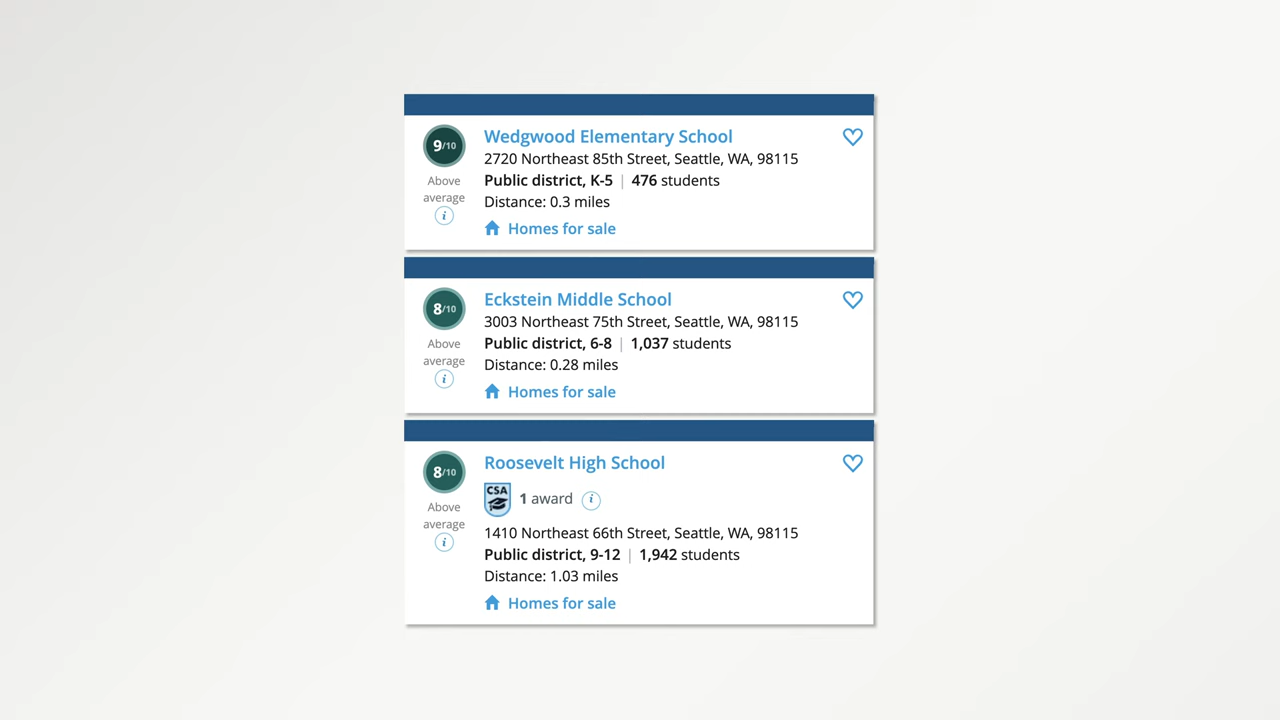 9/10
Above
average
i
Wedgwood Elementary School
2720 Northeast 85th Street, Seattle, WA, 98115
Public district, K-5 | 476 students
Distance: 0.3 miles
Homes for sale
8/10
Above
average
i
Eckstein Middle School
3003 Northeast 75th Street, Seattle, WA, 98115
Public district, 6-8 | 1,037 students
Distance: 0.28 miles
Homes for sale
8/10
Above
average
i
Roosevelt High School
CSA
1 award i
1410 Northeast 66th Street, Seattle, WA, 98115
Public district, 9-12 | 1,942 students
Distance: 1.03 miles
Homes for sale